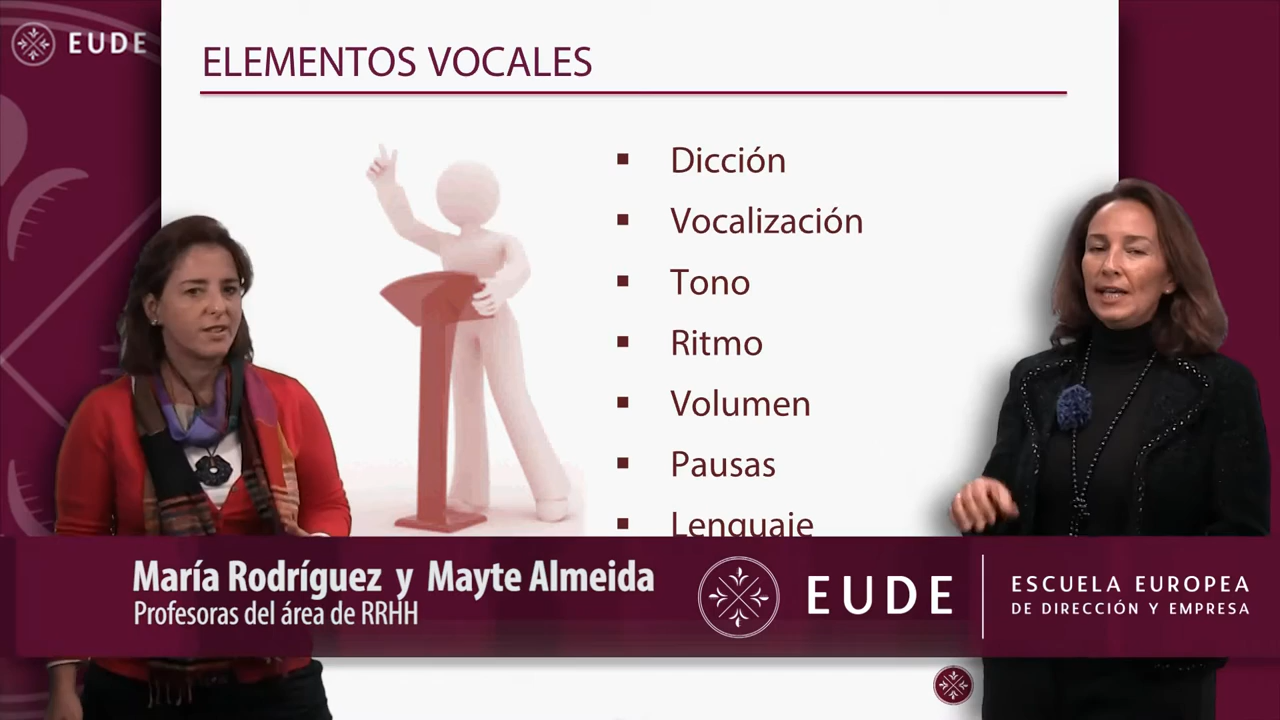 EUDE
ELEMENTOS VOCALES
Dicción
Vocalización
Tono
Ritmo
Volumen
Pausas
Lenguaje
María Rodríguez y Mayte Almeida
Profesoras del área de RRHH
EUDE
ESCUELA EUROPEA
DE DIRECCIÓN Y EMPRESA